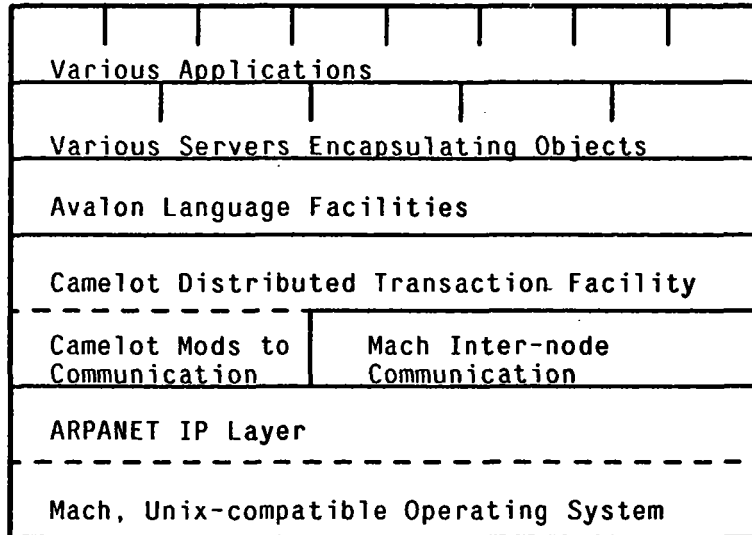 Various Applications
Various Servers Encapsulating Objects
Avalon Language Facilities
Camelot Distributed Transaction Facility
Camelot Mods to
Communication
Mach Inter-node
Communication
ARPANET IP Layer
Mach, Unix-compatible Operating System